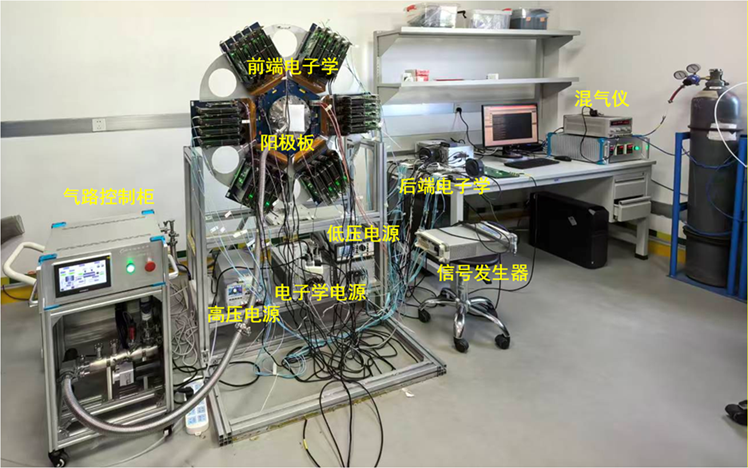 前端电子学
混气仪
阳极板
后端电子学
气路控制柜
低压电源
信号发生器
电子学电源
高压电源